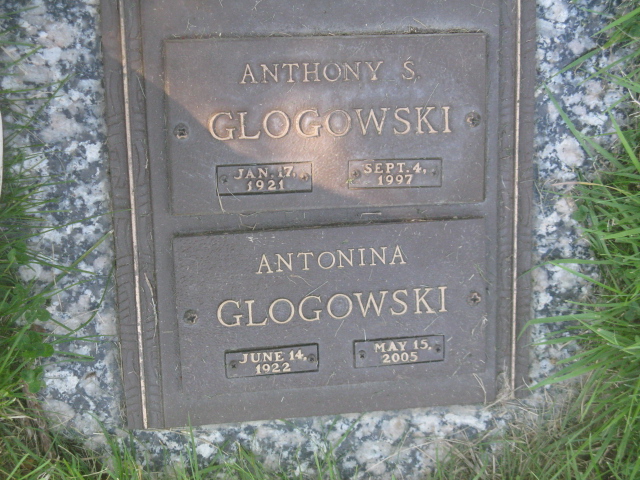 ANTHONY S.
GLOGOWSKI
JAN. 17, SEPT. 4,
1921 1997
ANTONINA
GLOGOWSKI
JUNE 14, MAY 15,
1922 2005